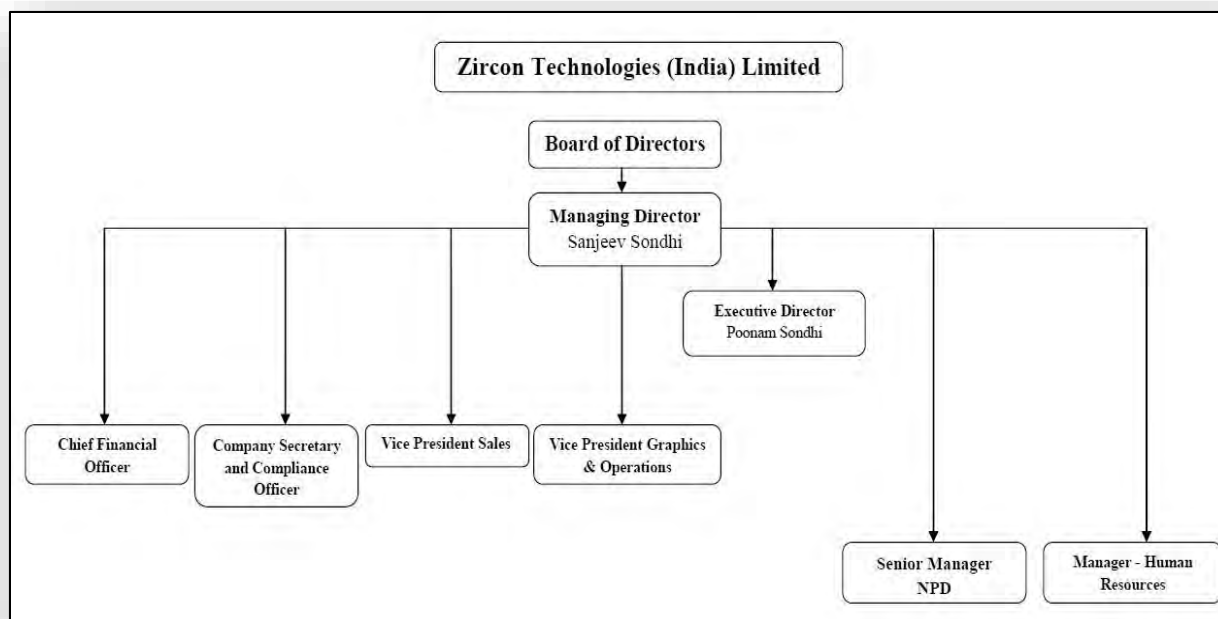 Zircon Technologies (India) Limited
Board of Directors
Managing Director
Sanjeev Sondhi
Executive Director
Poonam Sondhi
Chief Financial
Officer
Company Secretary
and Compliance
Officer
Vice President Sales
Vice President Graphics
& Operations
Senior Manager
NPD
Manager - Human
Resources